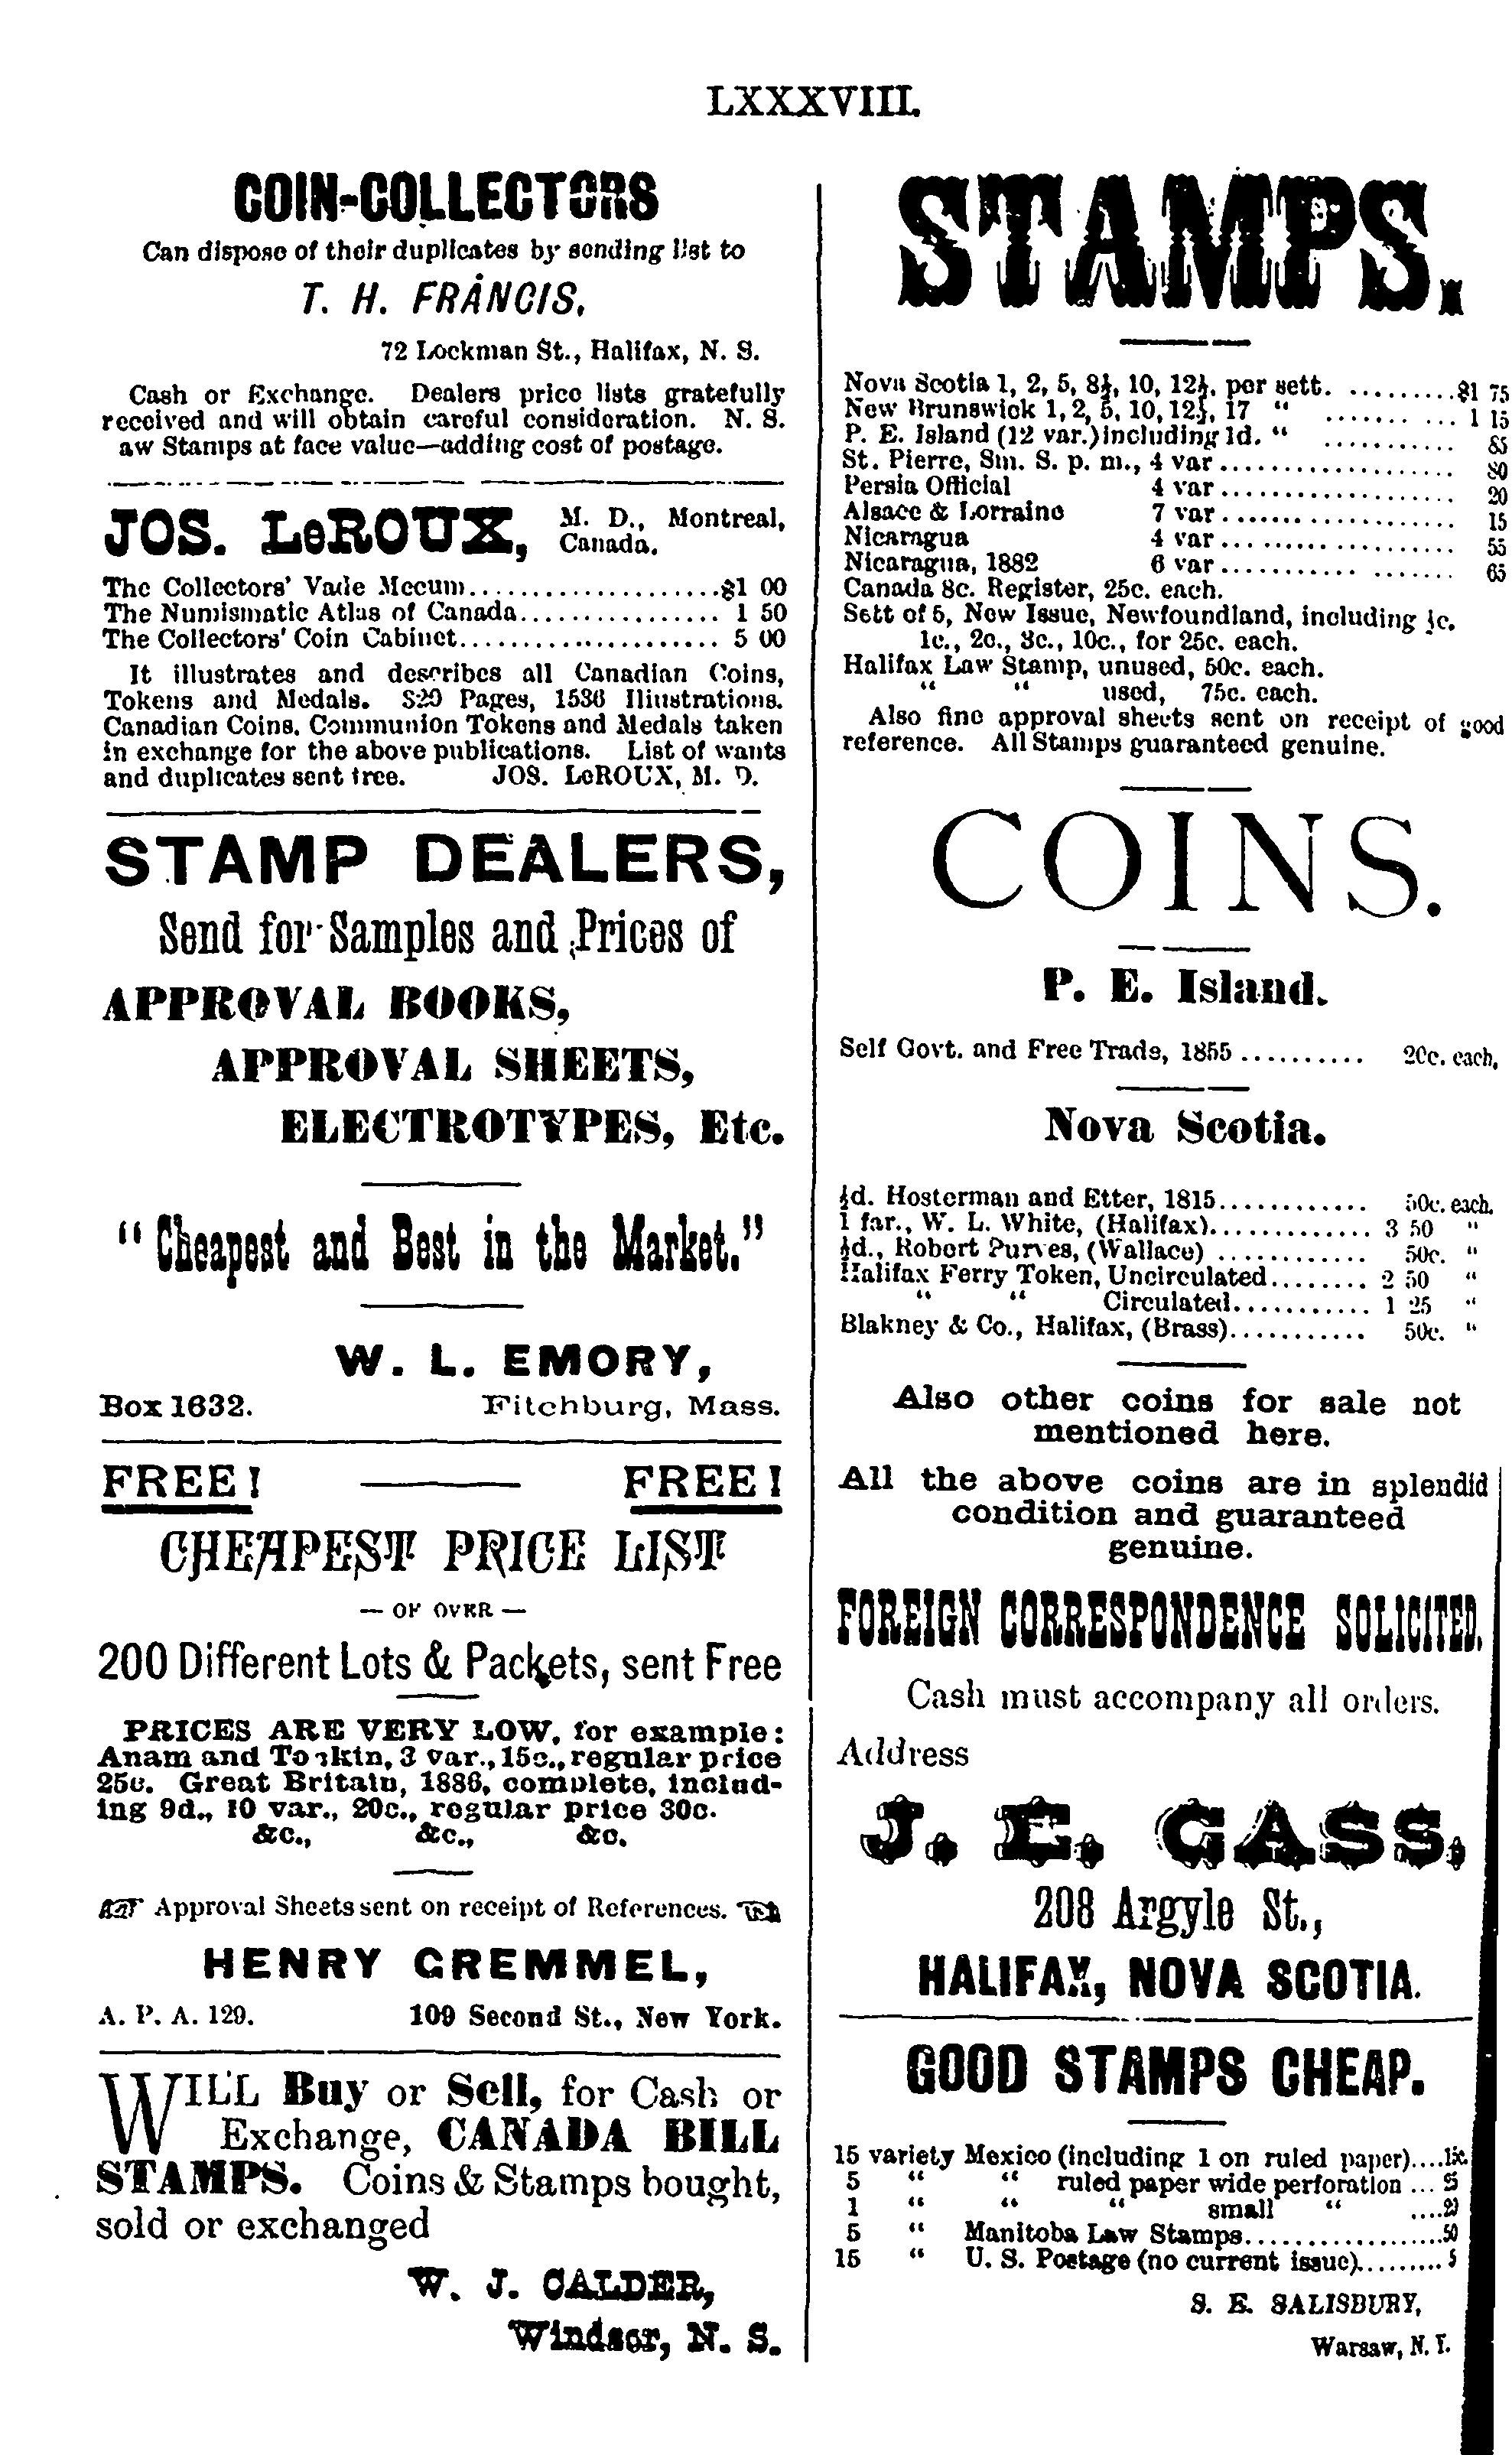 LXXXVIII.
COIN-COLLECTORS
Can dispose of their duplicates by sending list to
T. H. FRANCIS,
72 Lockman St., Halifax, N. S.
Cash or Exchange. Dealers price lists gratefully
received and will obtain careful consideration. N. S.
aw Stamps at face value—adding cost of postage.
JOS. LeROUX, M. D., Montreal,
Canada.
The Collectors' Vade Mecum....................$1 00
The Numismatic Atlas of Canada................ 1 50
The Collectors' Coin Cabinet..................... 5 00
It illustrates and describes all Canadian Coins,
Tokens and Medals. Pages, 1536 Illustrations.
Canadian Coins, Communion Tokens and Medals taken
in exchange for the above publications. List of wants
and duplicates sent free. JOS. LeROUX, M. D.
STAMP DEALERS,
Send for Samples and Prices of
APPROVAL BOOKS,
APPROVAL SHEETS,
ELECTROTYPES, Etc.
"Cheapest and Best in the Market."
W. L. EMORY,
Box 1632. Fitchburg, Mass.
FREE! FREE!
CHEAPEST PRICE LIST
— OF OVER —
200 Different Lots & Packets, sent Free
PRICES ARE VERY LOW, for example:
Anam and Tonkin, 3 var., 15c., regular price
25c. Great Britain, 1886, complete, includ-
ing 9d., 10 var., 20c., regular price 30c.
&c., &c., &c.
Approval Sheets sent on receipt of References.
HENRY GREMMEL,
A. P. A. 129. 109 Second St., New York.
WILL Buy or Sell, for Cash or
Exchange, CANADA BILL
STAMPS. Coins & Stamps bought,
sold or exchanged
W. J. CALDER,
Windsor, N. S.
STAMPS.
Nova Scotia 1, 2, 5, 8½, 10, 12½, per sett. ..........$1 75
New Brunswick 1, 2, 5, 10, 12½, 17 " .......... 1 15
P. E. Island (12 var.) including 1d. " ............ 85
St. Pierre, Sm. S. p. m., 4 var..................... 80
Persia Official 4 var..................... 20
Alsace & Lorraine 7 var..................... 15
Nicaragua 4 var..................... 55
Nicaragua, 1882 6 var..................... 65
Canada 8c. Register, 25c. each.
Sett of 5, New Issue, Newfoundland, including ½c.
1c., 2c., 3c., 10c., for 25c. each.
Halifax Law Stamp, unused, 50c. each.
" " used, 75c. each.
Also fine approval sheets sent on receipt of good
reference. All Stamps guaranteed genuine.
COINS.
P. E. Island.
Self Govt. and Free Trade, 1855 .......... 20c. each,
Nova Scotia.
½d. Hosterman and Etter, 1815............ 50c. each.
1 far., W. L. White, (Halifax)............. 3 50 "
½d., Robert Purves, (Wallace) ............ 50c. "
Halifax Ferry Token, Uncirculated........ 2 50 "
" " Circulated........... 1 25 "
Blakney & Co., Halifax, (Brass)........... 50c. "
Also other coins for sale not
mentioned here.
All the above coins are in splendid
condition and guaranteed
genuine.
FOREIGN CORRESPONDENCE SOLICITED.
Cash must accompany all orders.
Address
J. E. GASS,
208 Argyle St.,
HALIFAX, NOVA SCOTIA.
GOOD STAMPS CHEAP.
15 variety Mexico (including 1 on ruled paper)....15c.
5 " " ruled paper wide perforation ...
1 " " " small " ....
5 " Manitoba Law Stamps..................50
15 " U. S. Postage (no current issue).........5
S. E. SALISBURY,
Warsaw, N. Y.